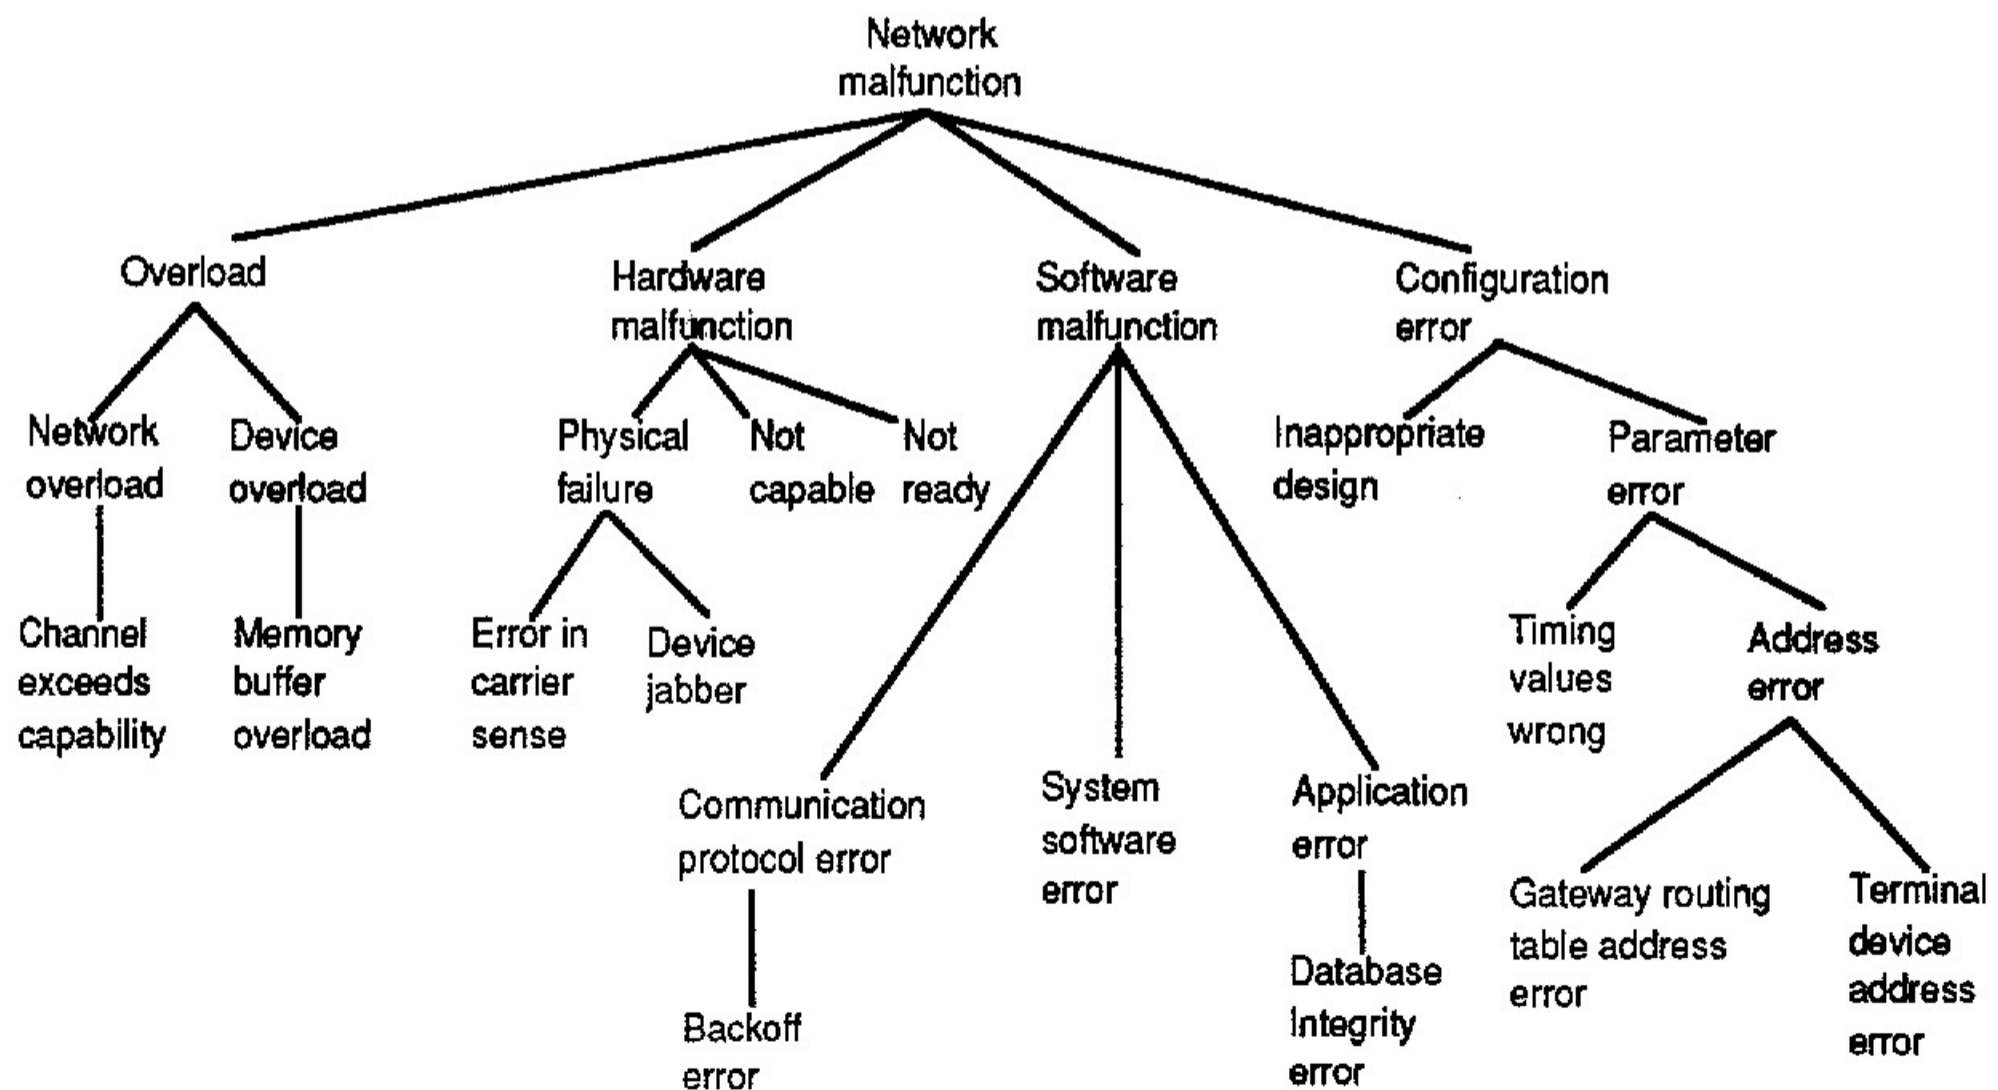 Network
malfunction
Overload
Hardware
malfunction
Software
malfunction
Configuration
error
Network
overload
Device
overload
Physical
failure
Not
capable
Not
ready
Inappropriate
design
Parameter
error
Channel
exceeds
capability
Memory
buffer
overload
Error in
carrier
sense
Device
jabber
Timing
values
wrong
Address
error
Communication
protocol error
System
software
error
Application
error
Gateway routing
table address
error
Terminal
device
address
error
Backoff
error
Database
Integrity
error